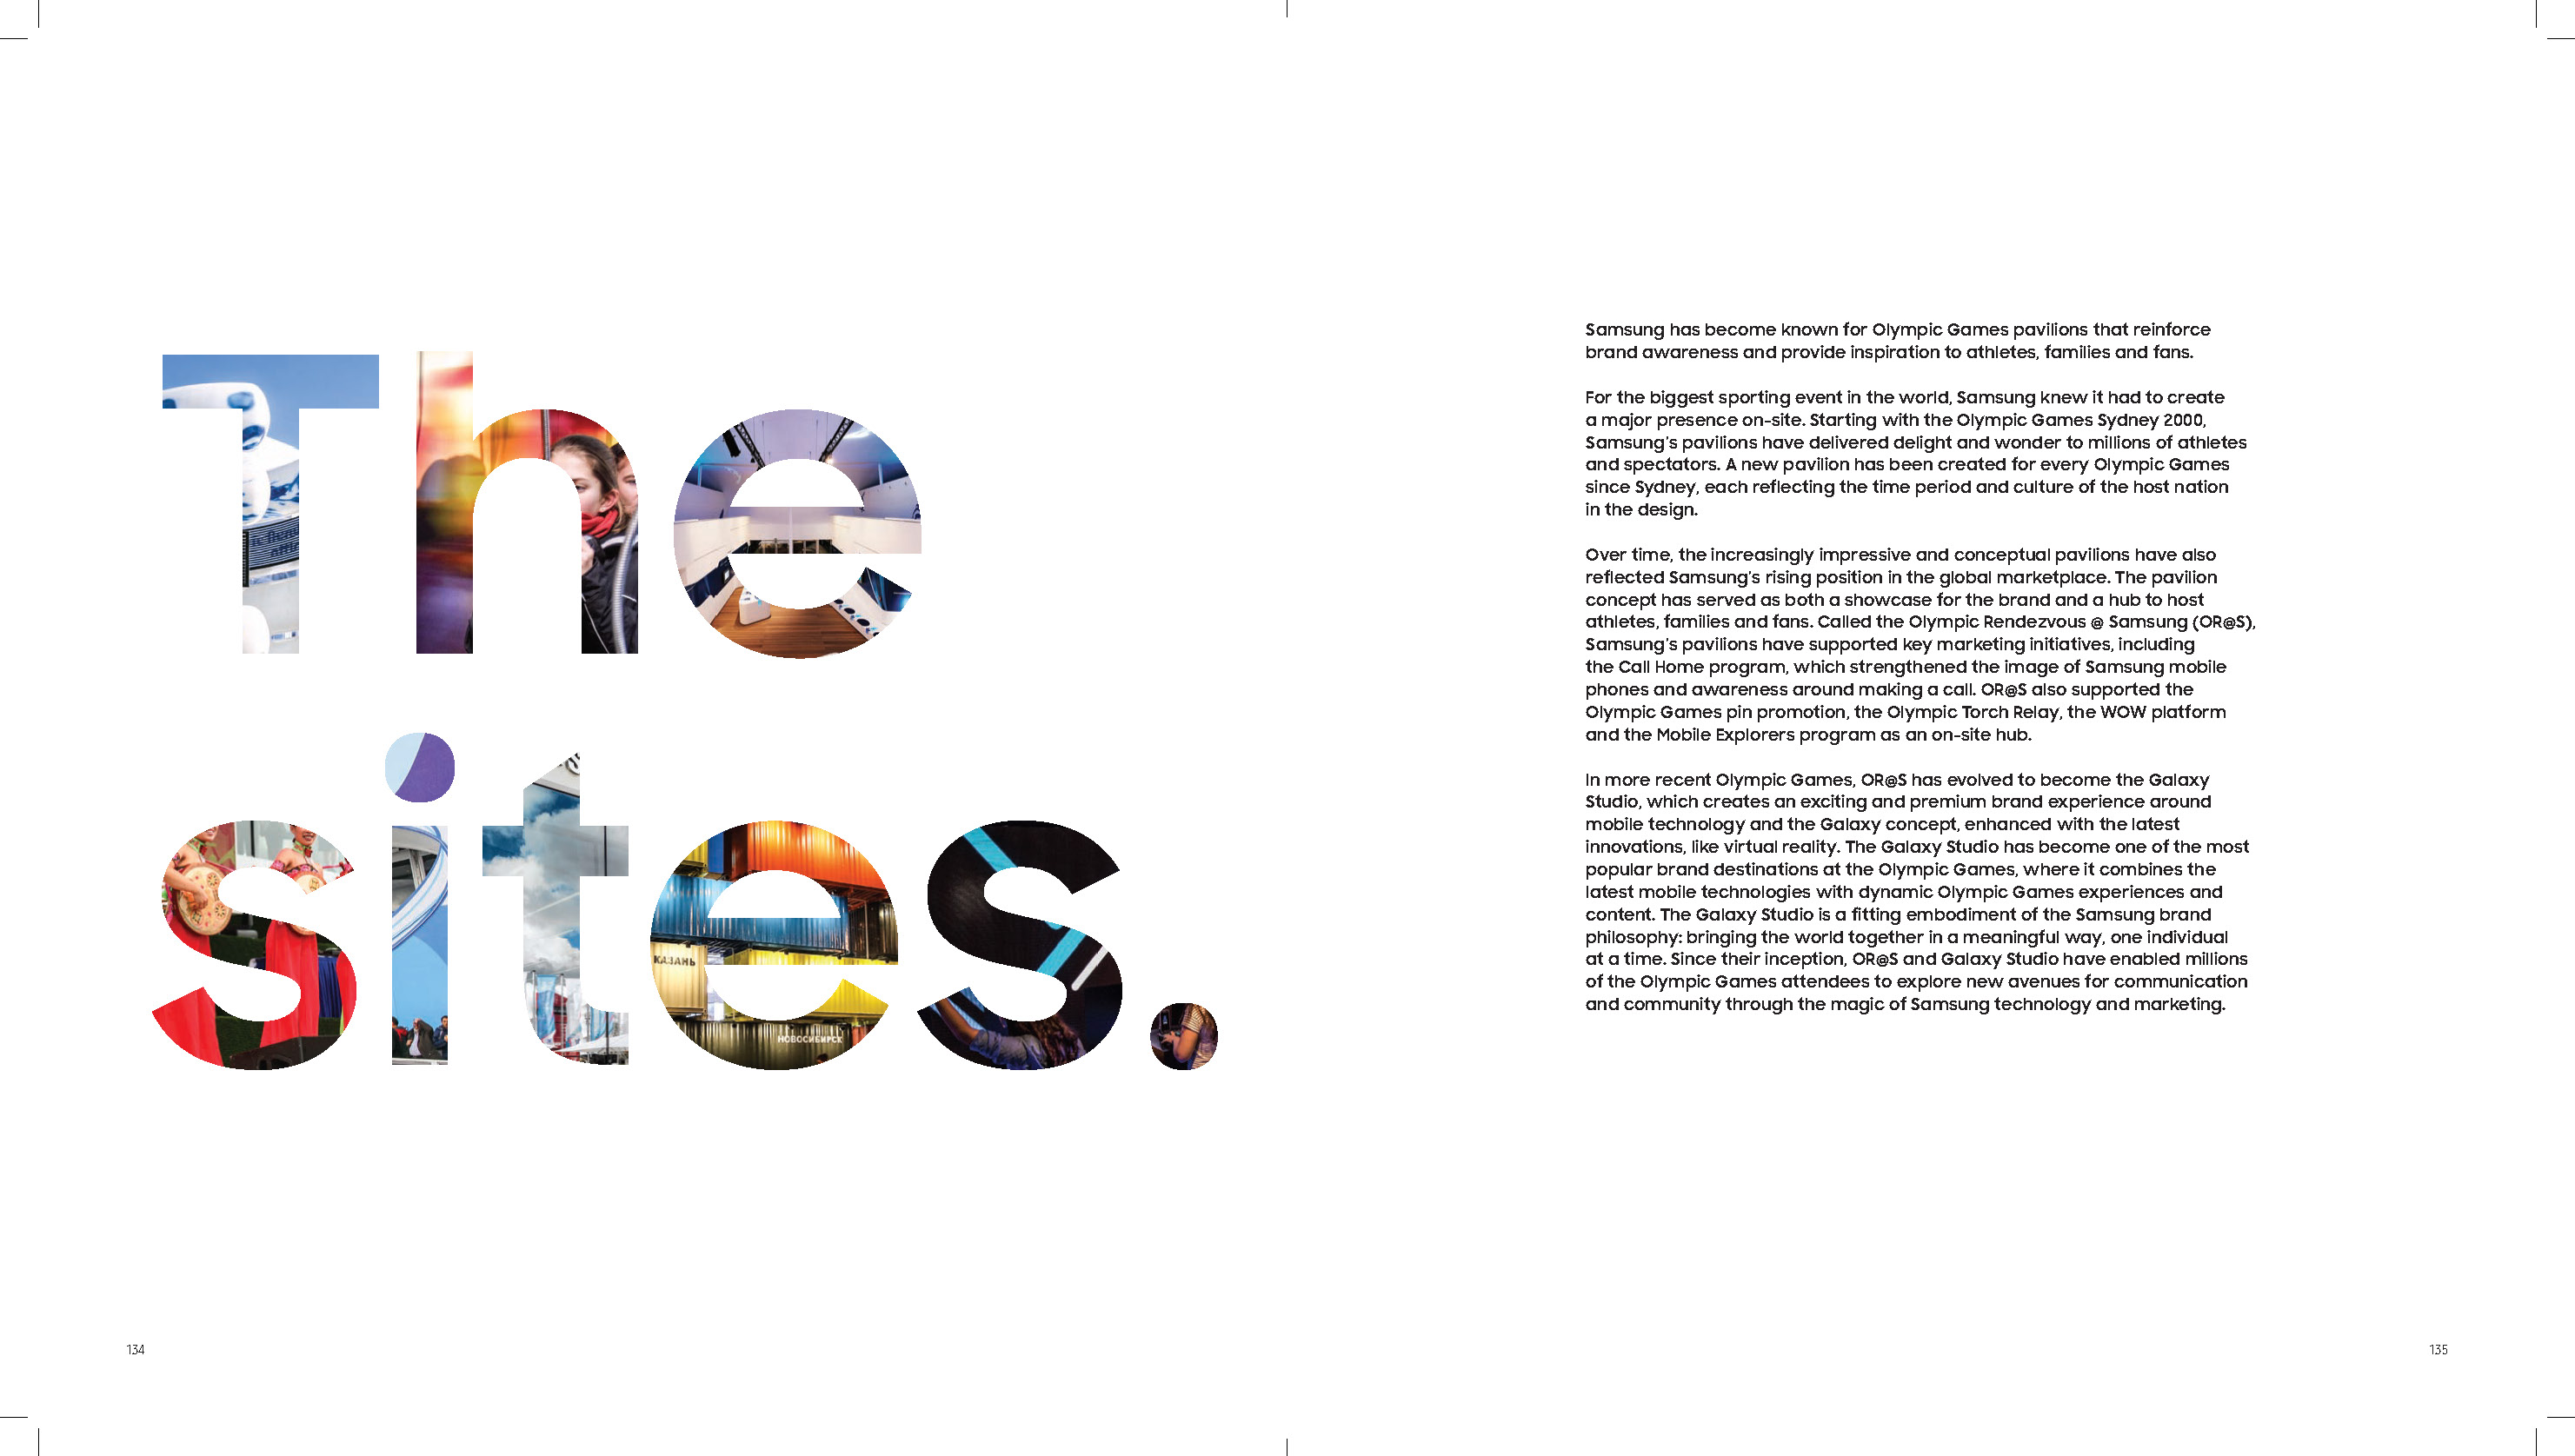 The
sites.
КАЗАНЬ
НОВОСИБИРСК
134
Samsung has become known for Olympic Games pavilions that reinforce
brand awareness and provide inspiration to athletes, families and fans.
For the biggest sporting event in the world, Samsung knew it had to create
a major presence on-site. Starting with the Olympic Games Sydney 2000,
Samsung's pavilions have delivered delight and wonder to millions of athletes
and spectators. A new pavilion has been created for every Olympic Games
since Sydney, each reflecting the time period and culture of the host nation
in the design.
Over time, the increasingly impressive and conceptual pavilions have also
reflected Samsung's rising position in the global marketplace. The pavilion
concept has served as both a showcase for the brand and a hub to host
athletes, families and fans. Called the Olympic Rendezvous @ Samsung (OR@S),
Samsung's pavilions have supported key marketing initiatives, including
the Call Home program, which strengthened the image of Samsung mobile
phones and awareness around making a call. OR@S also supported the
Olympic Games pin promotion, the Olympic Torch Relay, the WOW platform
and the Mobile Explorers program as an on-site hub.
In more recent Olympic Games, OR@S has evolved to become the Galaxy
Studio, which creates an exciting and premium brand experience around
mobile technology and the Galaxy concept, enhanced with the latest
innovations, like virtual reality. The Galaxy Studio has become one of the most
popular brand destinations at the Olympic Games, where it combines the
latest mobile technologies with dynamic Olympic Games experiences and
content. The Galaxy Studio is a fitting embodiment of the Samsung brand
philosophy: bringing the world together in a meaningful way, one individual
at a time. Since their inception, OR@S and Galaxy Studio have enabled millions
of the Olympic Games attendees to explore new avenues for communication
and community through the magic of Samsung technology and marketing.
135